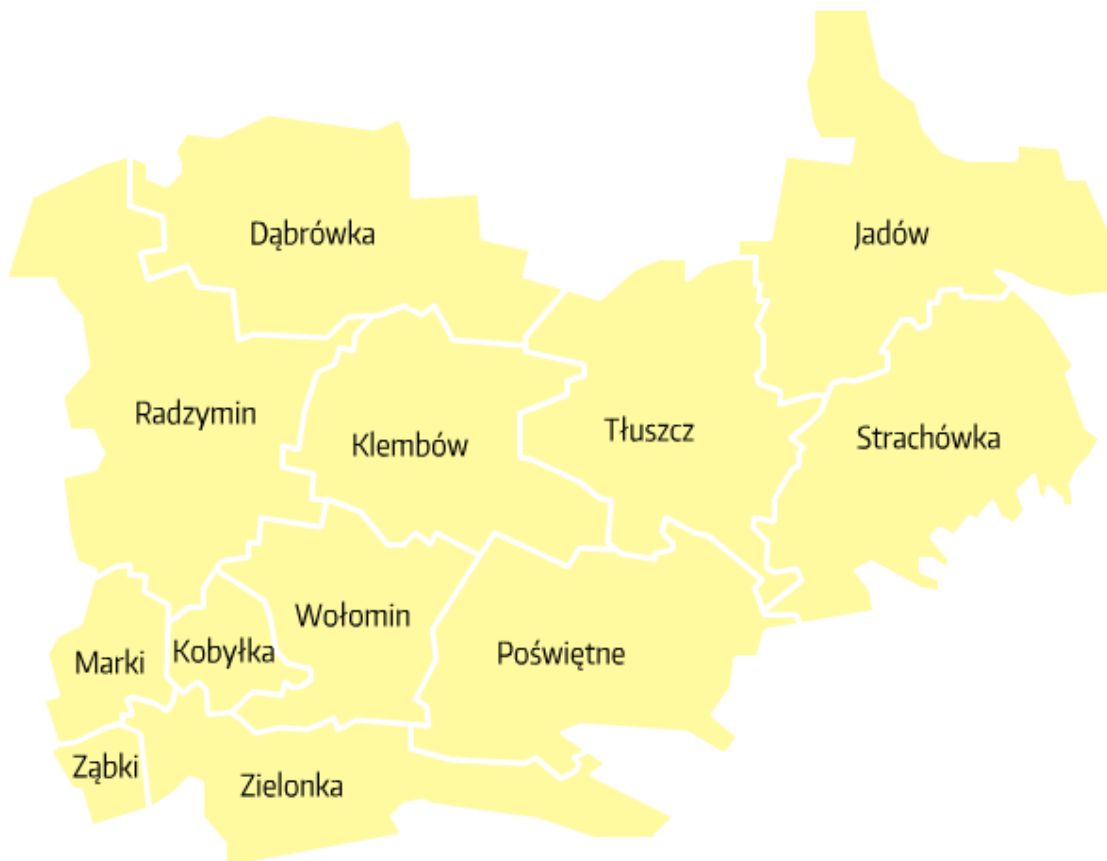 Dąbrówka
Jadów
Radzymin
Klembów
Tłuszcz
Strachówka
Wołomin
Kobyłka
Marki
Poświętne
Ząbki
Zielonka